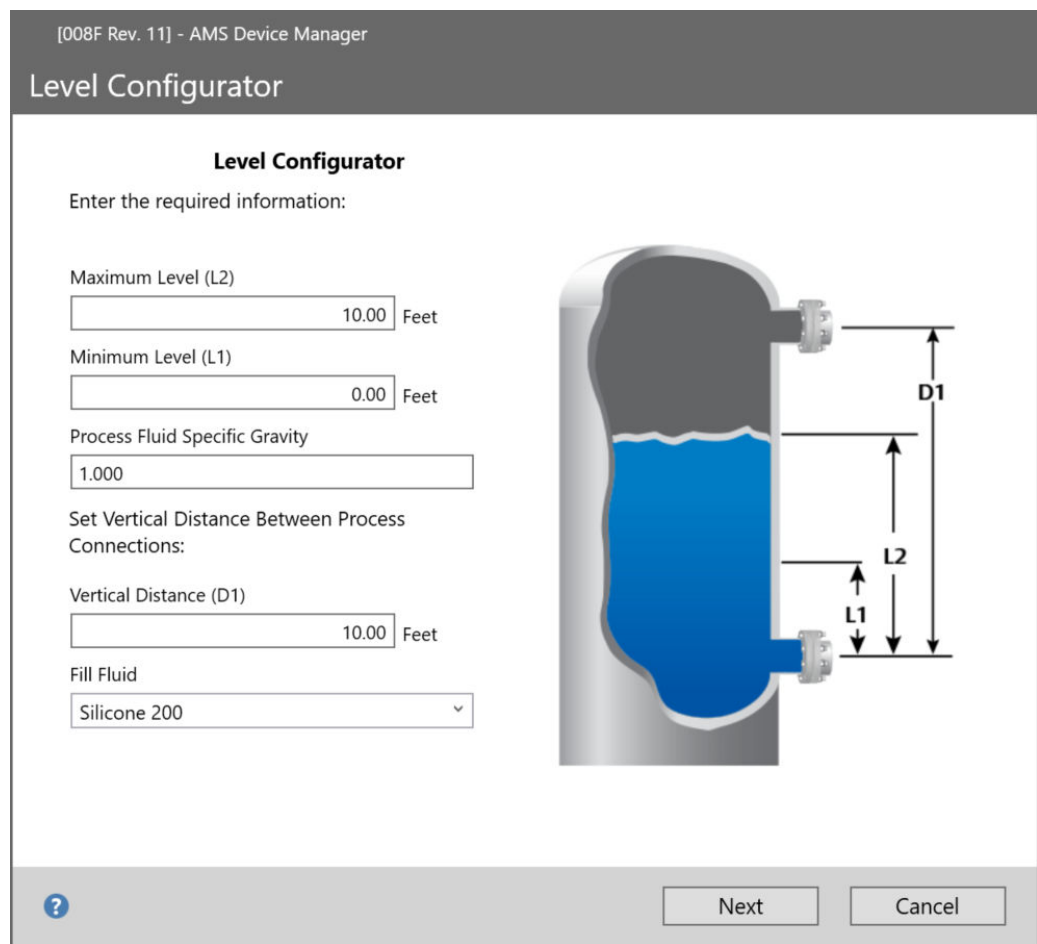 [008F Rev. 11] - AMS Device Manager
Level Configurator
Level Configurator
Enter the required information:
Maximum Level (L2)
10.00 Feet
Minimum Level (L1)
0.00 Feet
Process Fluid Specific Gravity
1.000
Set Vertical Distance Between Process
Connections:
Vertical Distance (D1)
10.00 Feet
Fill Fluid
Silicone 200
D1
L2
L1
?
Next
Cancel